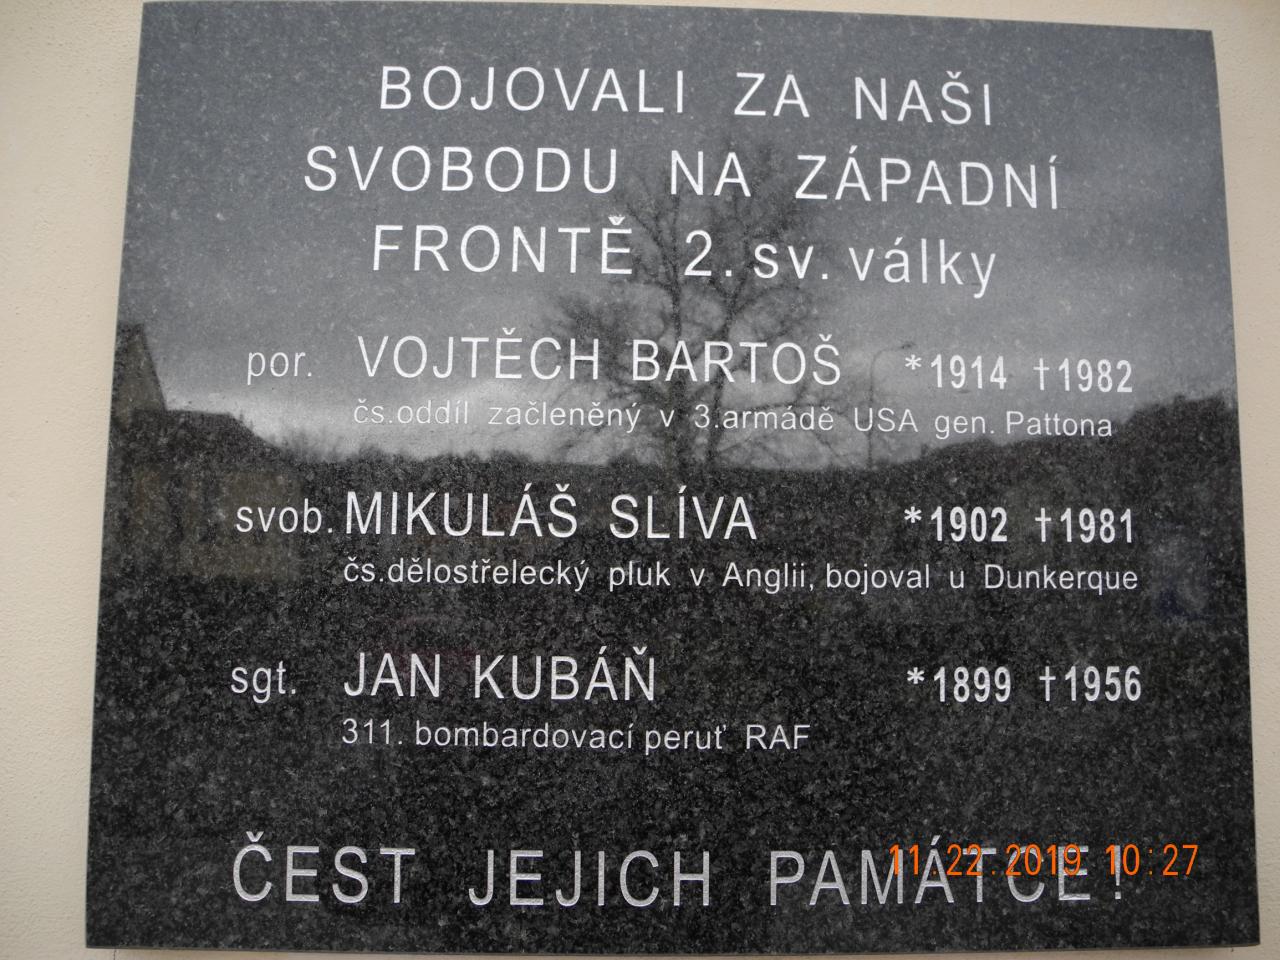 BOJOVALI ZA NAŠI
SVOBODU NA ZÁPADNÍ
FRONTĚ 2. sv. války
por. VOJTĚCH BARTOŠ *1914 †1982
čs.oddíl začleněný v 3.armádě USA gen. Pattona
svob. MIKULÁŠ SLÍVA *1902 †1981
čs.dělostřelecký pluk v Anglii, bojoval u Dunkerque
sgt. JAN KUBÁŇ *1899 †1956
311. bombardovací peruť RAF
ČEST JEJICH PAMÁTCE!
11.22.2019 10:27